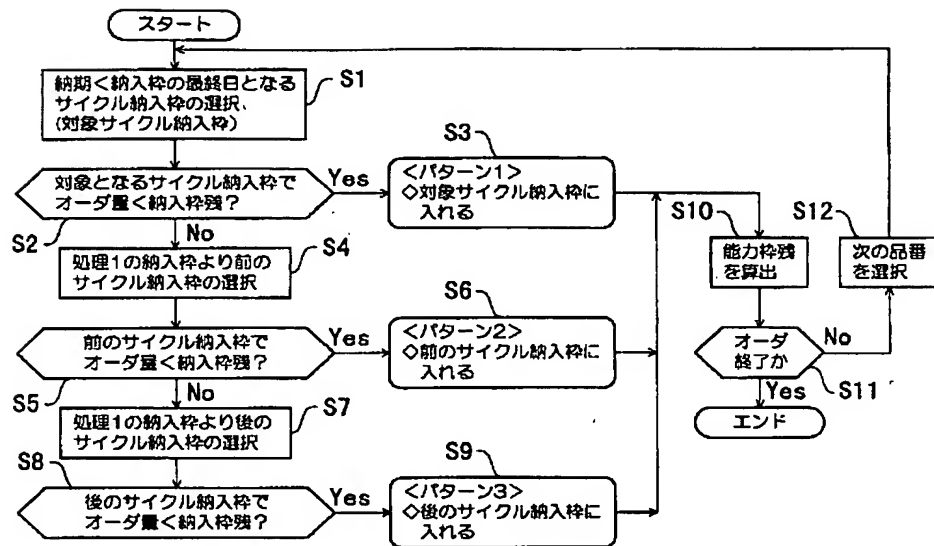 スタート
S1
納期<納入枠の最終日となる
サイクル納入枠の選択、
(対象サイクル納入枠)
対象となるサイクル納入枠で
オーダ量<納入枠残?
Yes
S2
No
S3
<パターン1>
◇対象サイクル納入枠に
入れる
S4
処理1の納入枠より前の
サイクル納入枠の選択
前のサイクル納入枠で
オーダ量<納入枠残?
Yes
S5
No
S6
<パターン2>
◇前のサイクル納入枠に
入れる
S7
処理1の納入枠より後の
サイクル納入枠の選択
S8
後のサイクル納入枠で
オーダ量<納入枠残?
Yes
S9
<パターン3>
◇後のサイクル納入枠に
入れる
S10
能力枠残
を算出
オーダ
終了か
No
S11
Yes
エンド
S12
次の品番
を選択